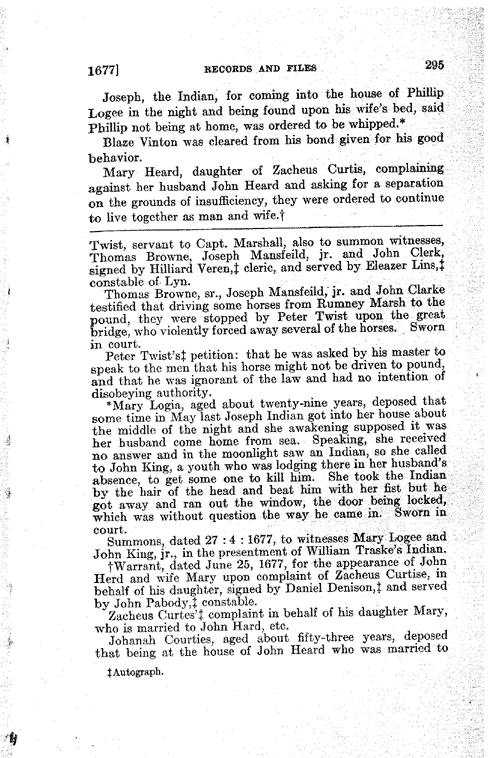 1677] RECORDS AND FILES 295
Joseph, the Indian, for coming into the house of Phillip
Logee in the night and being found upon his wife's bed, said
Phillip not being at home, was ordered to be whipped.*
Blaze Vinton was cleared from his bond given for his good
behavior.
Mary Heard, daughter of Zacheus Curtis, complaining
against her husband John Heard and asking for a separation
on the grounds of insufficiency, they were ordered to continue
to live together as man and wife.†
Twist, servant to Capt. Marshall, also to summon witnesses,
Thomas Browne, Joseph Mansfeild, jr. and John Clerk,
signed by Hilliard Veren,‡ cleric, and served by Eleazer Lins,‡
constable of Lyn.
Thomas Browne, sr., Joseph Mansfeild, jr. and John Clarke
testified that driving some horses from Rumney Marsh to the
pound, they were stopped by Peter Twist upon the great
bridge, who violently forced away several of the horses. Sworn
in court.
Peter Twist's‡ petition: that he was asked by his master to
speak to the men that his horse might not be driven to pound,
and that he was ignorant of the law and had no intention of
disobeying authority.
*Mary Logia, aged about twenty-nine years, deposed that
some time in May last Joseph Indian got into her house about
the middle of the night and she awakening supposed it was
her husband come home from sea. Speaking, she received
no answer and in the moonlight saw an Indian, so she called
to John King, a youth who was lodging there in her husband's
absence, to get some one to kill him. She took the Indian
by the hair of the head and beat him with her fist but he
got away and ran out the window, the door being locked,
which was without question the way he came in. Sworn in
court.
Summons, dated 27 : 4 : 1677, to witnesses Mary Logee and
John King, jr., in the presentment of William Traske's Indian.
†Warrant, dated June 25, 1677, for the appearance of John
Herd and wife Mary upon complaint of Zacheus Curtise, in
behalf of his daughter, signed by Daniel Denison,‡ and served
by John Pabody,‡ constable.
Zacheus Curtes'‡ complaint in behalf of his daughter Mary,
who is married to John Hard, etc.
Johanah Courties, aged about fifty-three years, deposed
that being at the house of John Heard who was married to
‡Autograph.